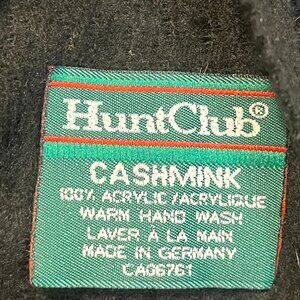 HuntClub®
CASHMINK
100% ACRYLIC/ACRYLIQUE
WARM HAND WASH
LAVER À LA MAIN
MADE IN GERMANY
CA06761